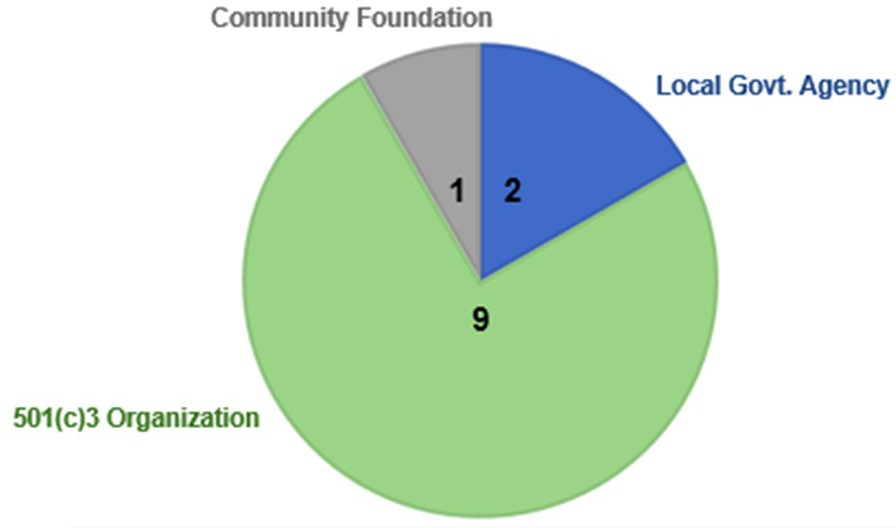 Community Foundation
Local Govt. Agency
1
2
9
501(c)3 Organization